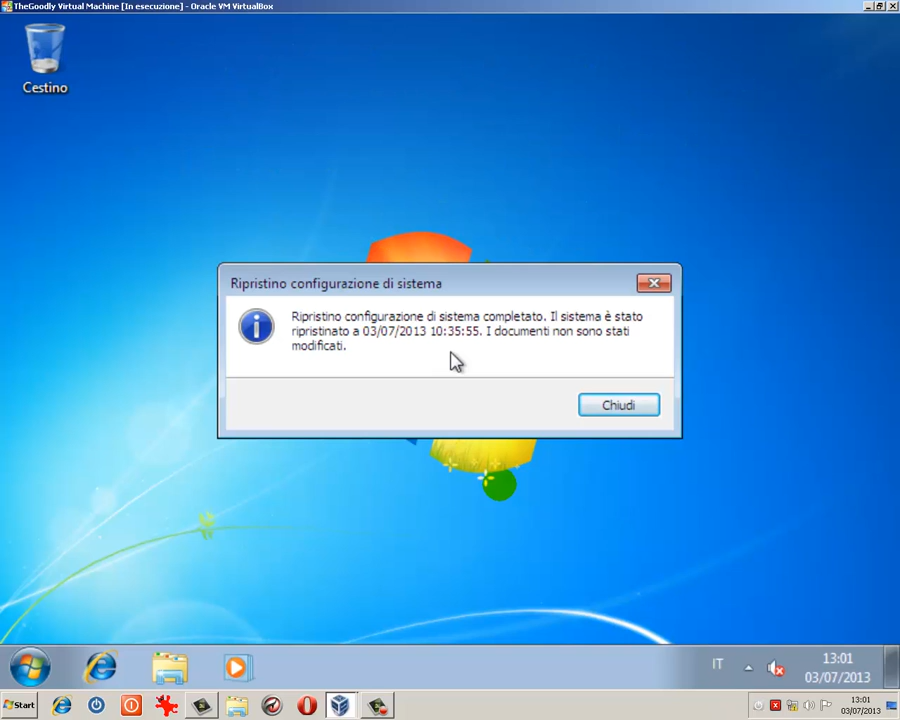 TheGoodly Virtual Machine [In esecuzione] - Oracle VM VirtualBox
Cestino
Ripristino configurazione di sistema
Ripristino configurazione di sistema completato. Il sistema è stato
ripristinato a 03/07/2013 10:35:55. I documenti non sono stati
modificati.
Chiudi
IT
13:01
03/07/2013
Start
13:01
03/07/2013